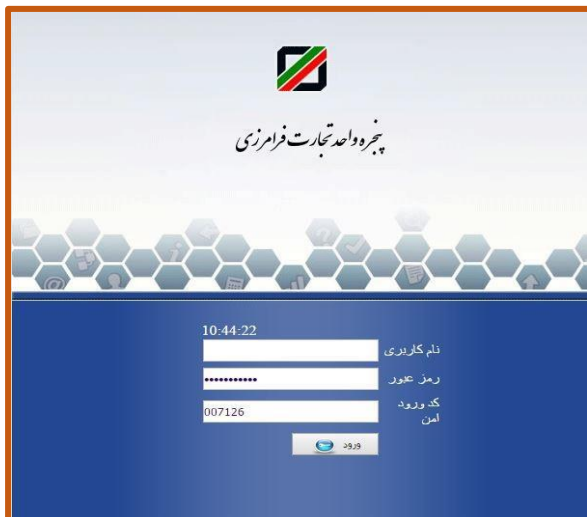 پنجره واحد تجارت فرامرزی
10:44:22
نام کاربری
رمز عبور
•••••••••••
کد ورود
امن
007126
ورود